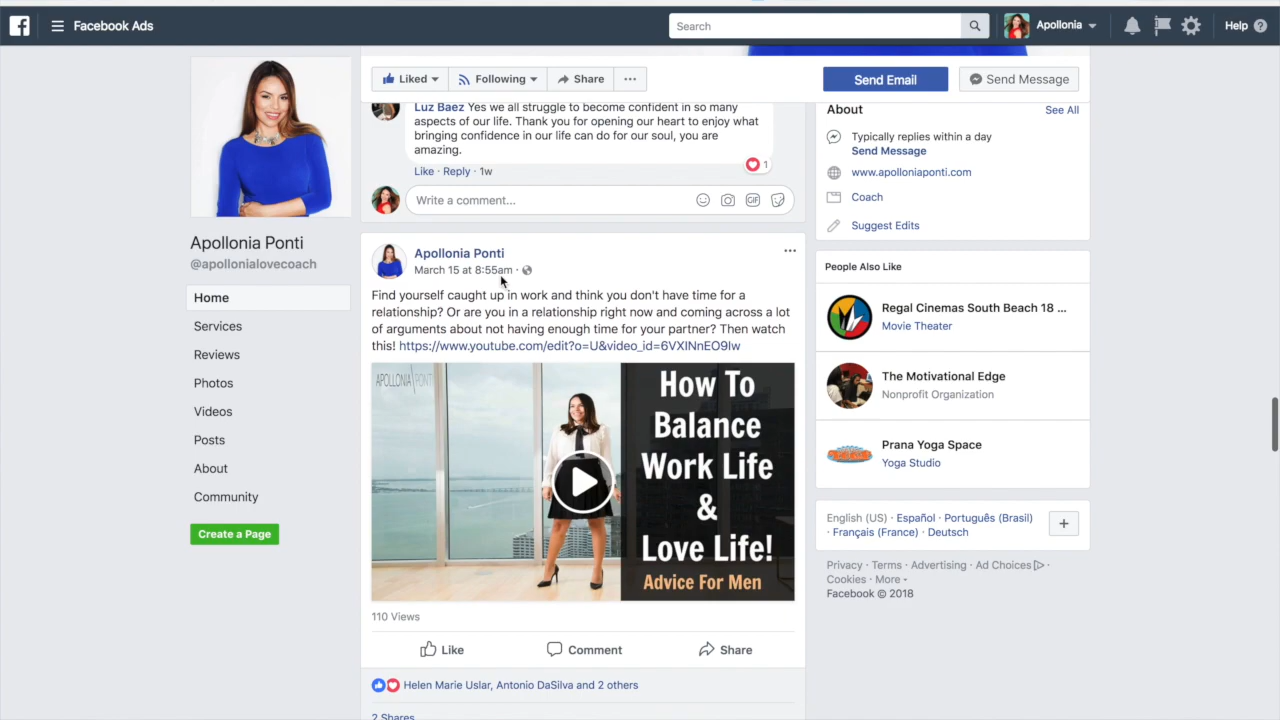 Facebook Ads
Search
Apollonia
Help
Liked
Following
Share
Send Email
Send Message
Luz Baez Yes we all struggle to become confident in so many
aspects of our life. Thank you for opening our heart to enjoy what
bringing confidence in our life can do for our soul, you are
amazing.
1
Like · Reply · 1w
Write a comment...
GIF
Apollonia Ponti
@apollonialovecoach
Home
Services
Reviews
Photos
Videos
Posts
About
Community
Create a Page
Apollonia Ponti
March 15 at 8:55am ·
Find yourself caught up in work and think you don't have time for a
relationship? Or are you in a relationship right now and coming across a lot
of arguments about not having enough time for your partner? Then watch
this! https://www.youtube.com/edit?o=U&video_id=6VXINnEO9Iw
APOLLONIA PONTI
How To
Balance
Work Life
&
Love Life!
Advice For Men
110 Views
Like
Comment
Share
Helen Marie Uslar, Antonio DaSilva and 2 others
2 Shares
About
See All
Typically replies within a day
Send Message
www.apolloniaponti.com
Coach
Suggest Edits
People Also Like
Regal Cinemas South Beach 18 ...
Movie Theater
The Motivational Edge
Nonprofit Organization
Prana Yoga Space
Yoga Studio
English (US) · Español · Português (Brasil)
· Français (France) · Deutsch
Privacy · Terms · Advertising · Ad Choices ·
Cookies · More
Facebook © 2018